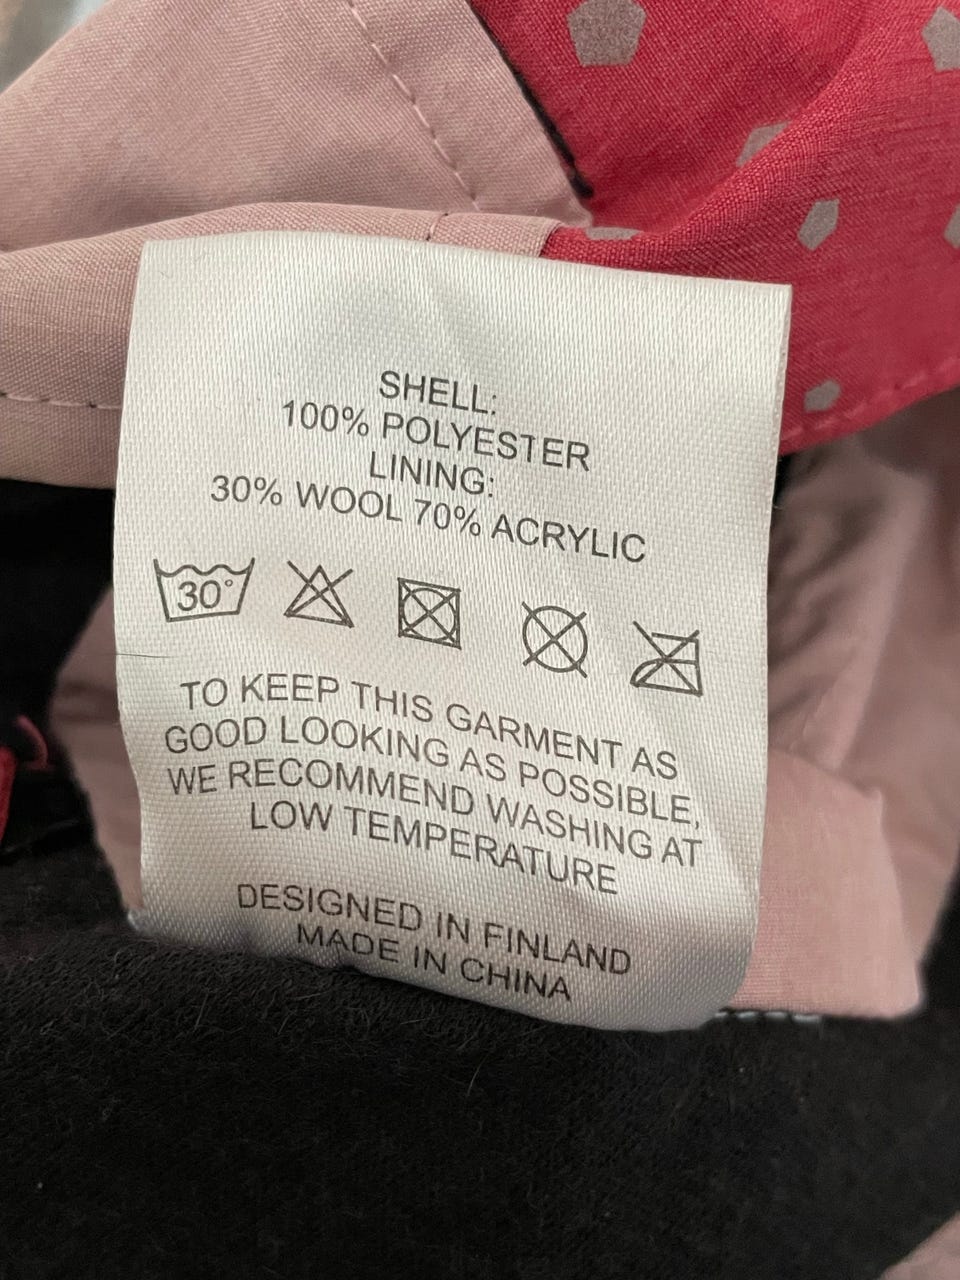 SHELL:
100% POLYESTER
LINING:
30% WOOL 70% ACRYLIC
30°
TO KEEP THIS GARMENT AS
GOOD LOOKING AS POSSIBLE,
WE RECOMMEND WASHING AT
LOW TEMPERATURE
DESIGNED IN FINLAND
MADE IN CHINA